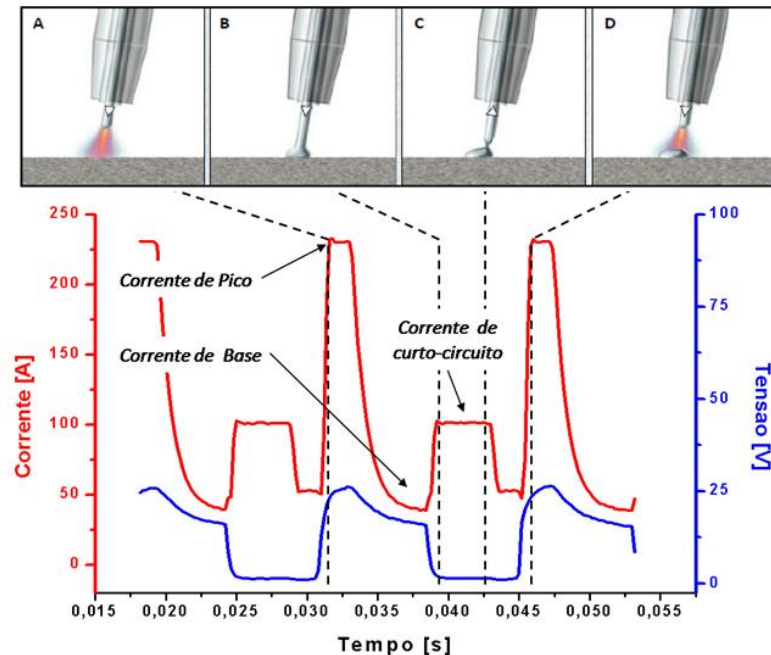 A
B
C
D
250
200
150
100
50
0
Corrente [A]
Corrente de Pico
Corrente de Base
Corrente de
curto-circuito
100
75
50
25
0
Tensao [V]
0,015
0,020
0,025
0,030
0,035
0,040
0,045
0,050
0,055
Tempo [s]